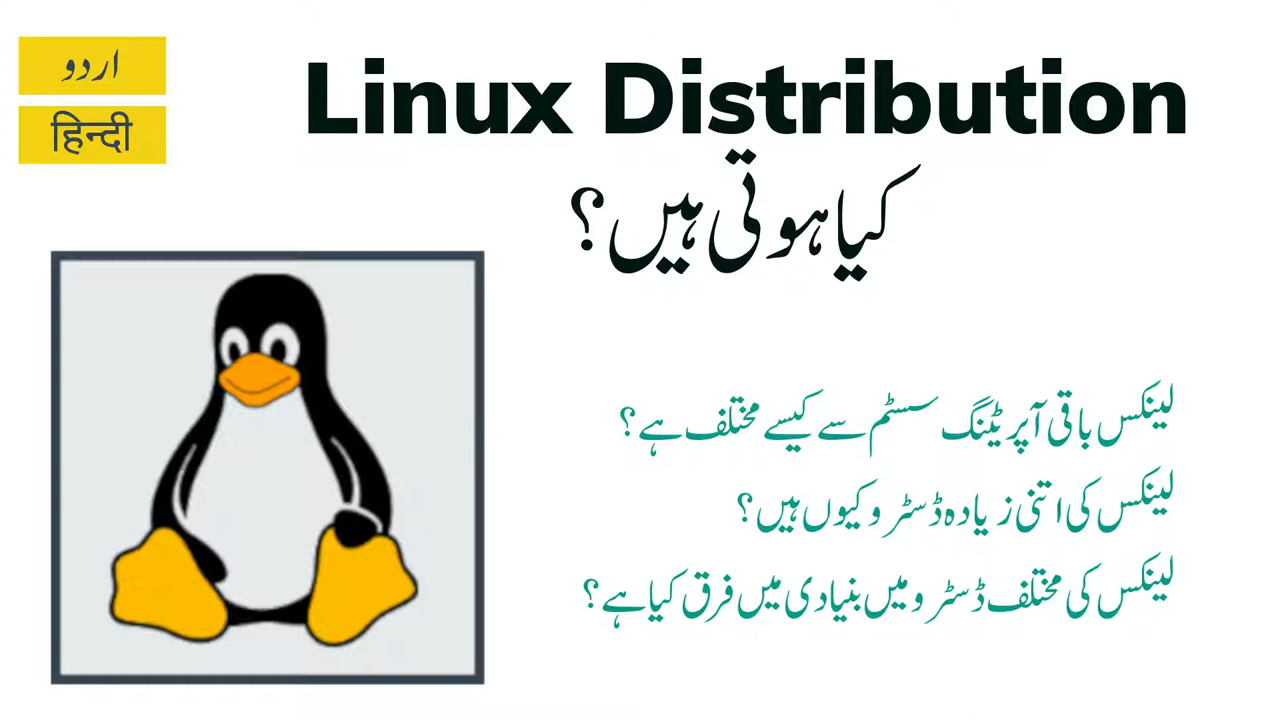 اردو
हिन्दी
Linux Distribution
کیا ہوتی ہیں؟
لینکس باقی آپریٹنگ سسٹم سے کیسے مختلف ہے؟
لینکس کی اتنی زیادہ ڈسٹرو کیوں ہیں؟
لینکس کی مختلف ڈسٹرو میں بنیادی میں فرق کیا ہے؟